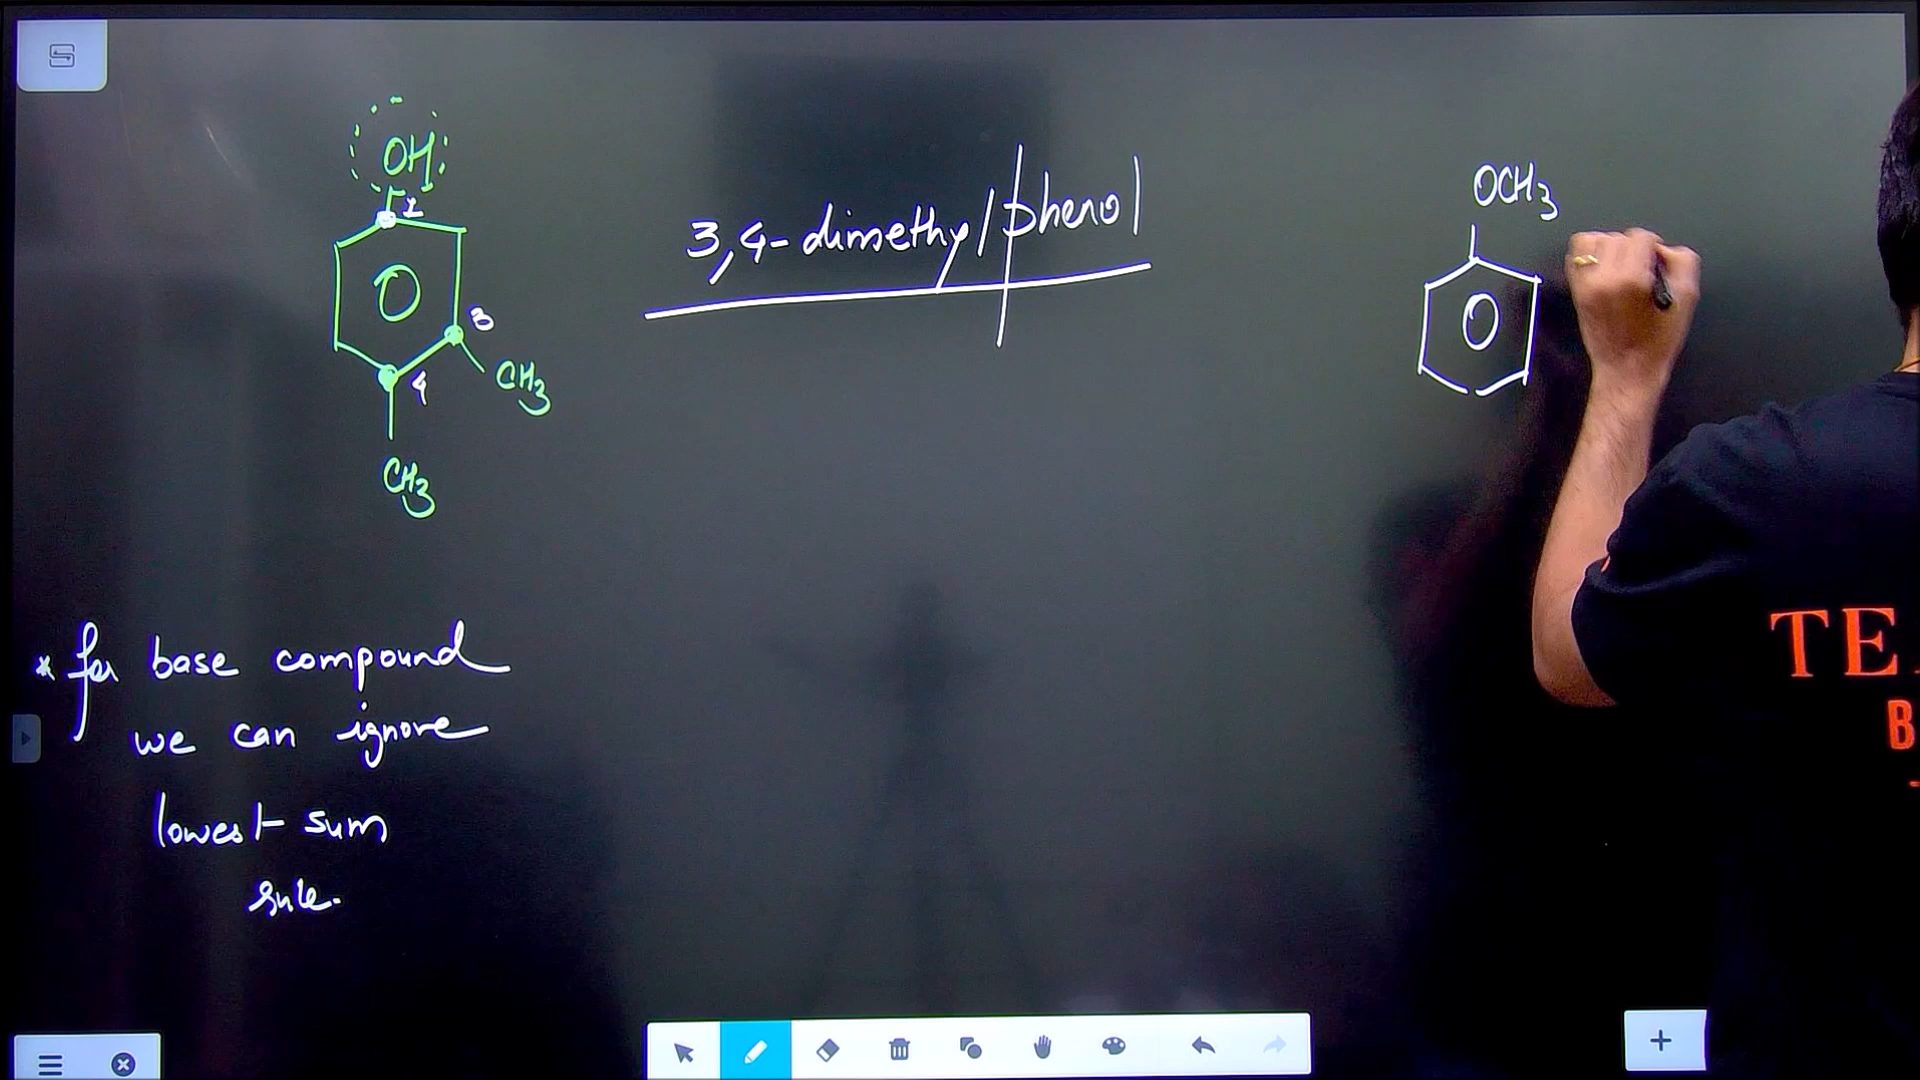 OH
1
3
4
CH3
CH3
3,4-dimethyl phenol
OCH3
* for base compound
we can ignore
lowest sum
rule.
TE
B